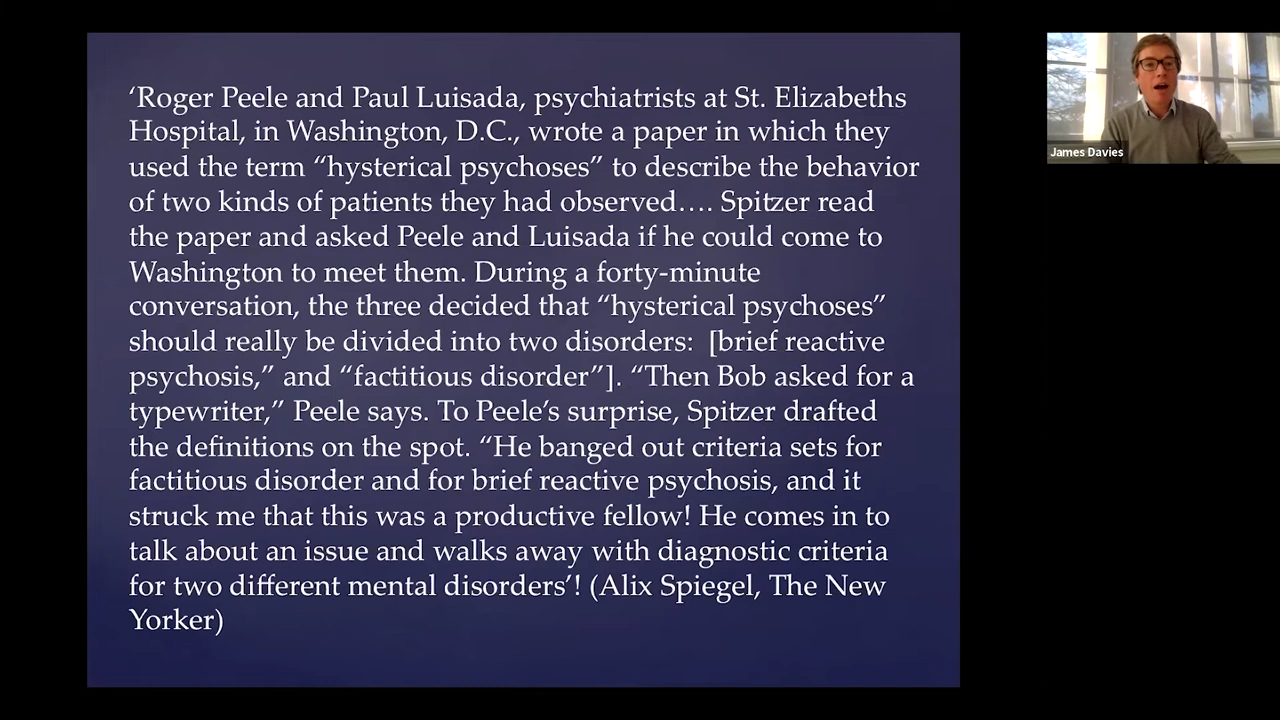 ‘Roger Peele and Paul Luisada, psychiatrists at St. Elizabeths
Hospital, in Washington, D.C., wrote a paper in which they
used the term “hysterical psychoses” to describe the behavior
of two kinds of patients they had observed…. Spitzer read
the paper and asked Peele and Luisada if he could come to
Washington to meet them. During a forty-minute
conversation, the three decided that “hysterical psychoses”
should really be divided into two disorders:  [brief reactive
psychosis,” and “factitious disorder”]. “Then Bob asked for a
typewriter,” Peele says. To Peele’s surprise, Spitzer drafted
the definitions on the spot. “He banged out criteria sets for
factitious disorder and for brief reactive psychosis, and it
struck me that this was a productive fellow! He comes in to
talk about an issue and walks away with diagnostic criteria
for two different mental disorders’! (Alix Spiegel, The New
Yorker)
James Davies